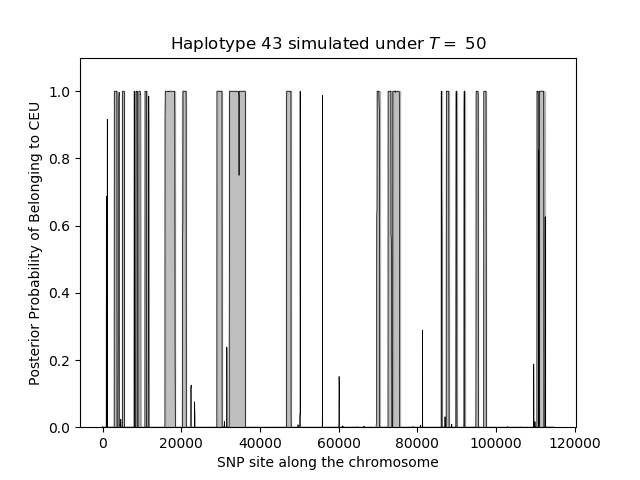 Haplotype 43 simulated under T = 50
Posterior Probability of Belonging to CEU
1.0
0.8
0.6
0.4
0.2
0.0
0 20000 40000 60000 80000 100000 120000
SNP site along the chromosome